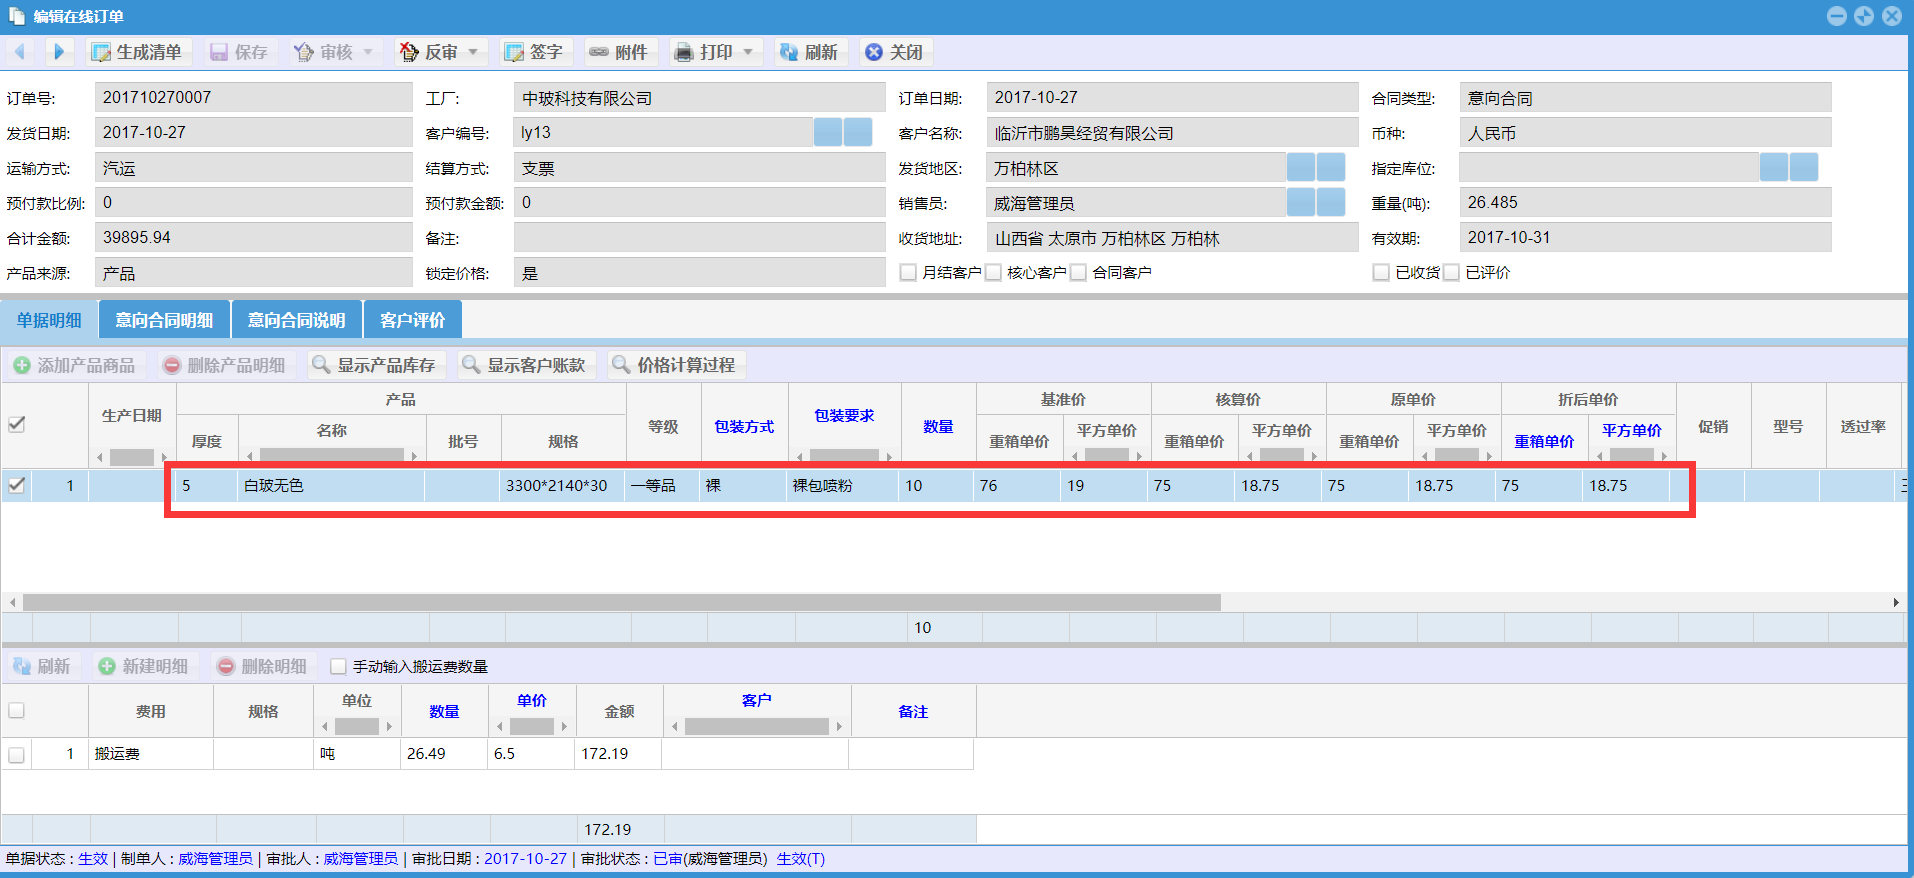 编辑在线订单
生成清单 保存 审核 反审 签字 附件 打印 刷新 关闭
订单号: 201710270007 工厂: 中玻科技有限公司 订单日期: 2017-10-27 合同类型: 意向合同
发货日期: 2017-10-27 客户编号: ly13 客户名称: 临沂市鹏昊经贸有限公司 币种: 人民币
运输方式: 汽运 结算方式: 支票 发货地区: 万柏林区 指定库位:
预付款比例: 0 预付款金额: 0 销售员: 威海管理员 重量(吨): 26.485
合计金额: 39895.94 备注: 收货地址: 山西省 太原市 万柏林区 万柏林 有效期: 2017-10-31
产品来源: 产品 锁定价格: 是 月结客户 核心客户 合同客户 已收货 已评价
单据明细 意向合同明细 意向合同说明 客户评价
添加产品商品 删除产品明细 显示产品库存 显示客户账款 价格计算过程
生产日期 产品 等级 包装方式 包装要求 数量 基准价 核算价 原单价 折后单价 促销 型号 透过率
厚度 名称 批号 规格 重箱单价 平方单价 重箱单价 平方单价 重箱单价 平方单价 重箱单价 平方单价
1 5 白玻无色 3300*2140*30 一等品 裸 裸包喷粉 10 76 19 75 18.75 75 18.75 75 18.75
10
刷新 新建明细 删除明细 手动输入搬运费数量
费用 规格 单位 数量 单价 金额 客户 备注
1 搬运费 吨 26.49 6.5 172.19
172.19
单据状态 : 生效 | 制单人 : 威海管理员 | 审批人 : 威海管理员 | 审批日期 : 2017-10-27 | 审批状态 : 已审(威海管理员) 生效(T)